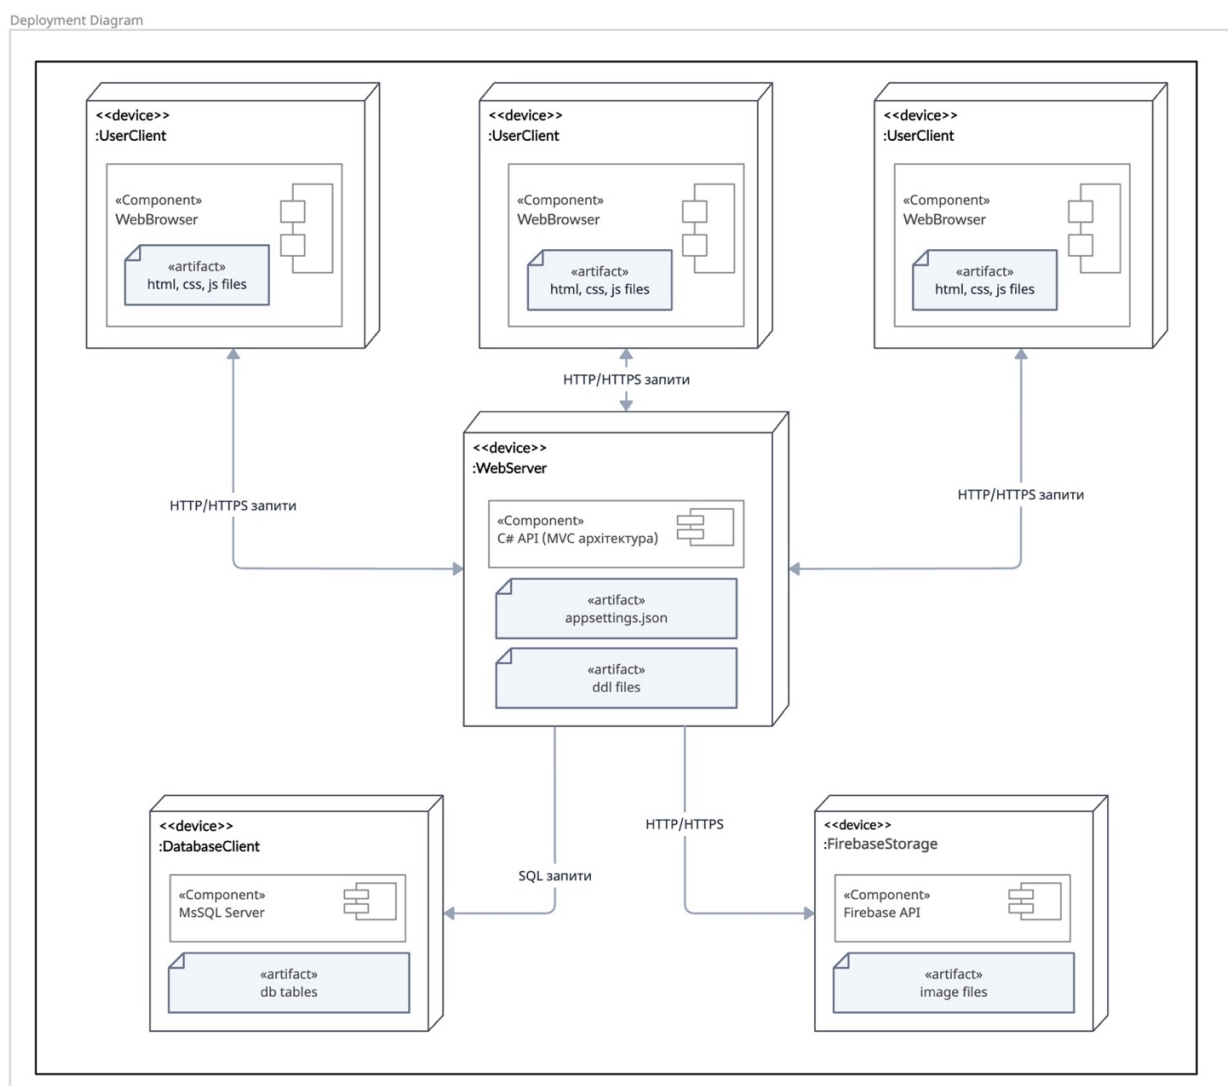 Deployment Diagram
<<device>>
:UserClient
«Component»
WebBrowser
«artifact»
html, css, js files
<<device>>
:UserClient
«Component»
WebBrowser
«artifact»
html, css, js files
<<device>>
:UserClient
«Component»
WebBrowser
«artifact»
html, css, js files
HTTP/HTTPS запити
HTTP/HTTPS запити
HTTP/HTTPS запити
<<device>>
:WebServer
«Component»
C# API (MVC архітектура)
«artifact»
appsettings.json
«artifact»
ddl files
SQL запити
HTTP/HTTPS
<<device>>
:DatabaseClient
«Component»
MsSQL Server
«artifact»
db tables
<<device>>
:FirebaseStorage
«Component»
Firebase API
«artifact»
image files